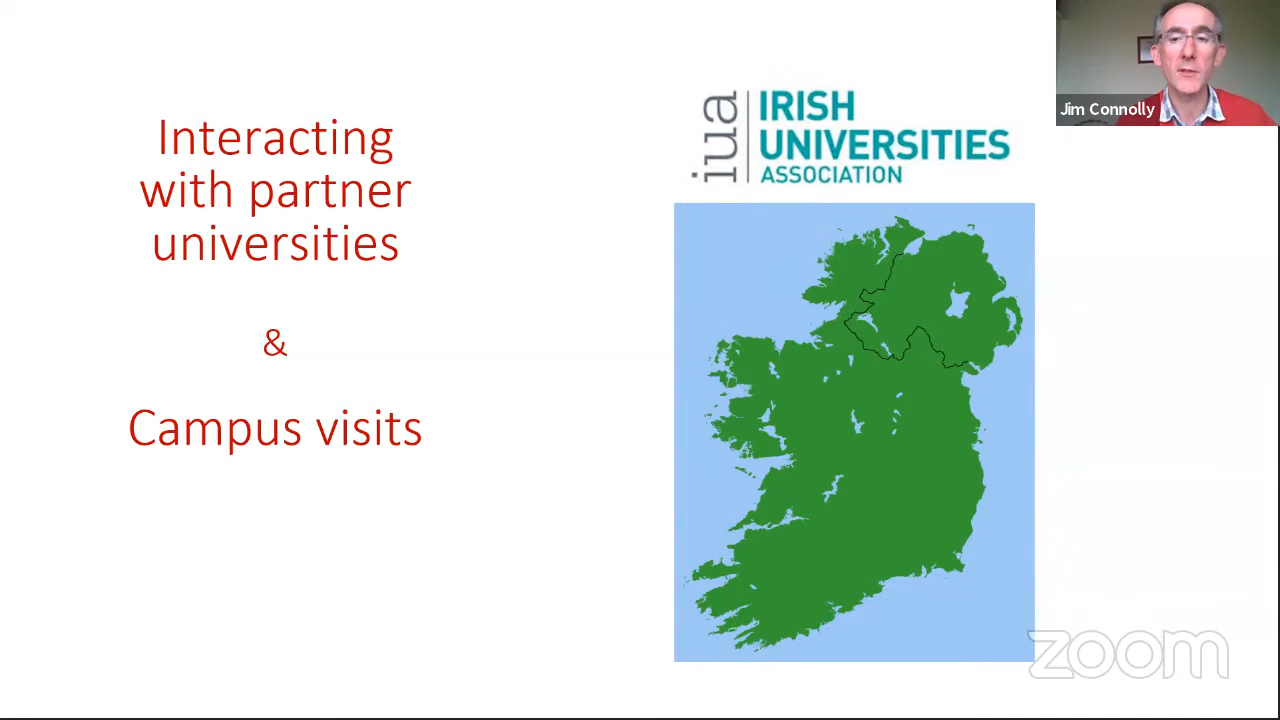 Interacting
with partner
universities
&
Campus visits
iua
IRISH
UNIVERSITIES
ASSOCIATION
Jim Connolly
zoom